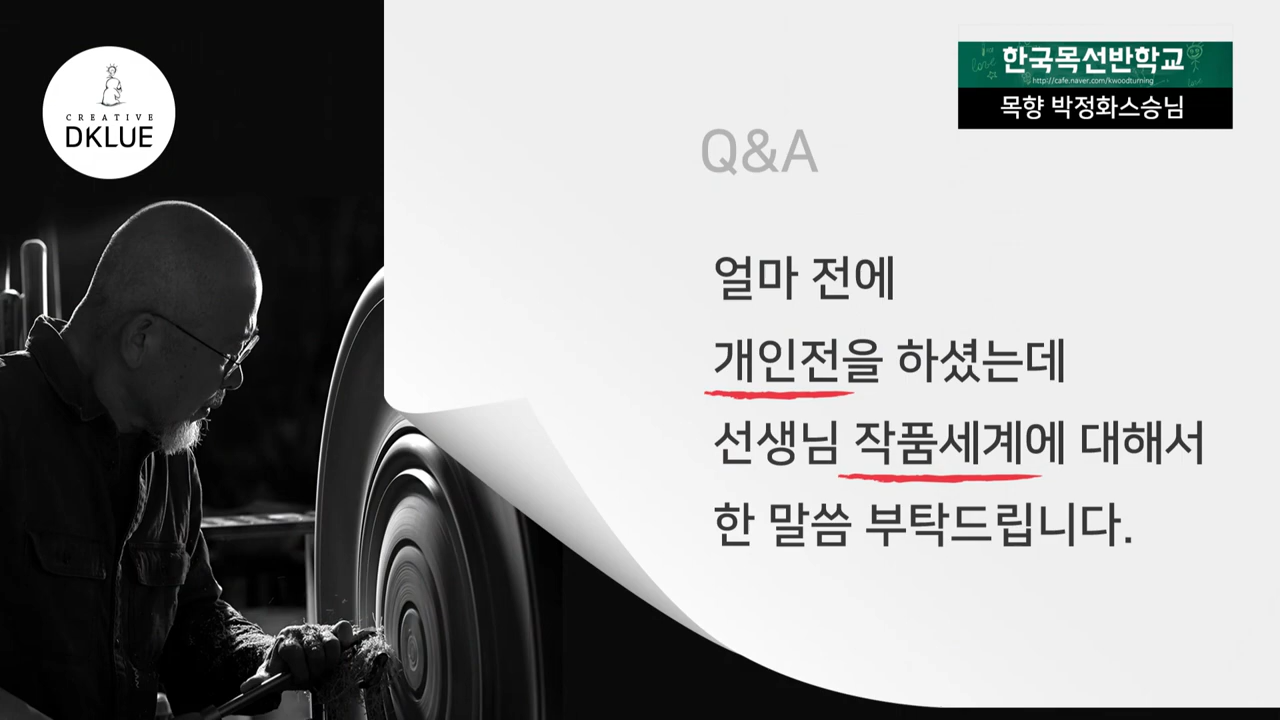 CREATIVE
DKLUE
한국목선반학교
http://cafe.naver.com/kwoodturning
목향 박정화스승님
Q&A
얼마 전에
개인전을 하셨는데
선생님 작품세계에 대해서
한 말씀 부탁드립니다.